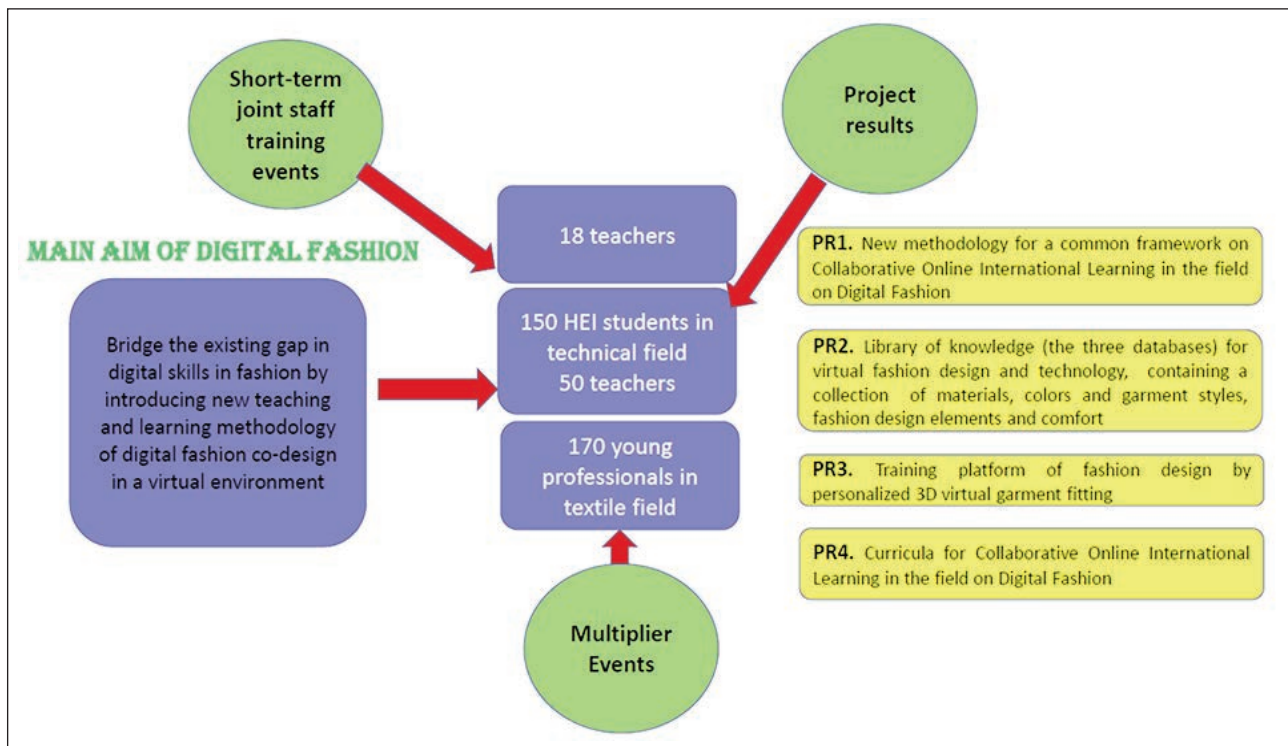 Short-term
joint staff
training
events
Project
results
MAIN AIM OF DIGITAL FASHION
Bridge the existing gap in
digital skills in fashion by
introducing new teaching
and learning methodology
of digital fashion co-design
in a virtual environment
18 teachers
150 HEI students in
technical field
50 teachers
170 young
professionals in
textile field
Multiplier
Events
PR1. New methodology for a common framework on
Collaborative Online International Learning in the field
on Digital Fashion
PR2. Library of knowledge (the three databases) for
virtual fashion design and technology, containing a
collection of materials, colors and garment styles,
fashion design elements and comfort
PR3. Training platform of fashion design by
personalized 3D virtual garment fitting
PR4. Curricula for Collaborative Online International
Learning in the field on Digital Fashion